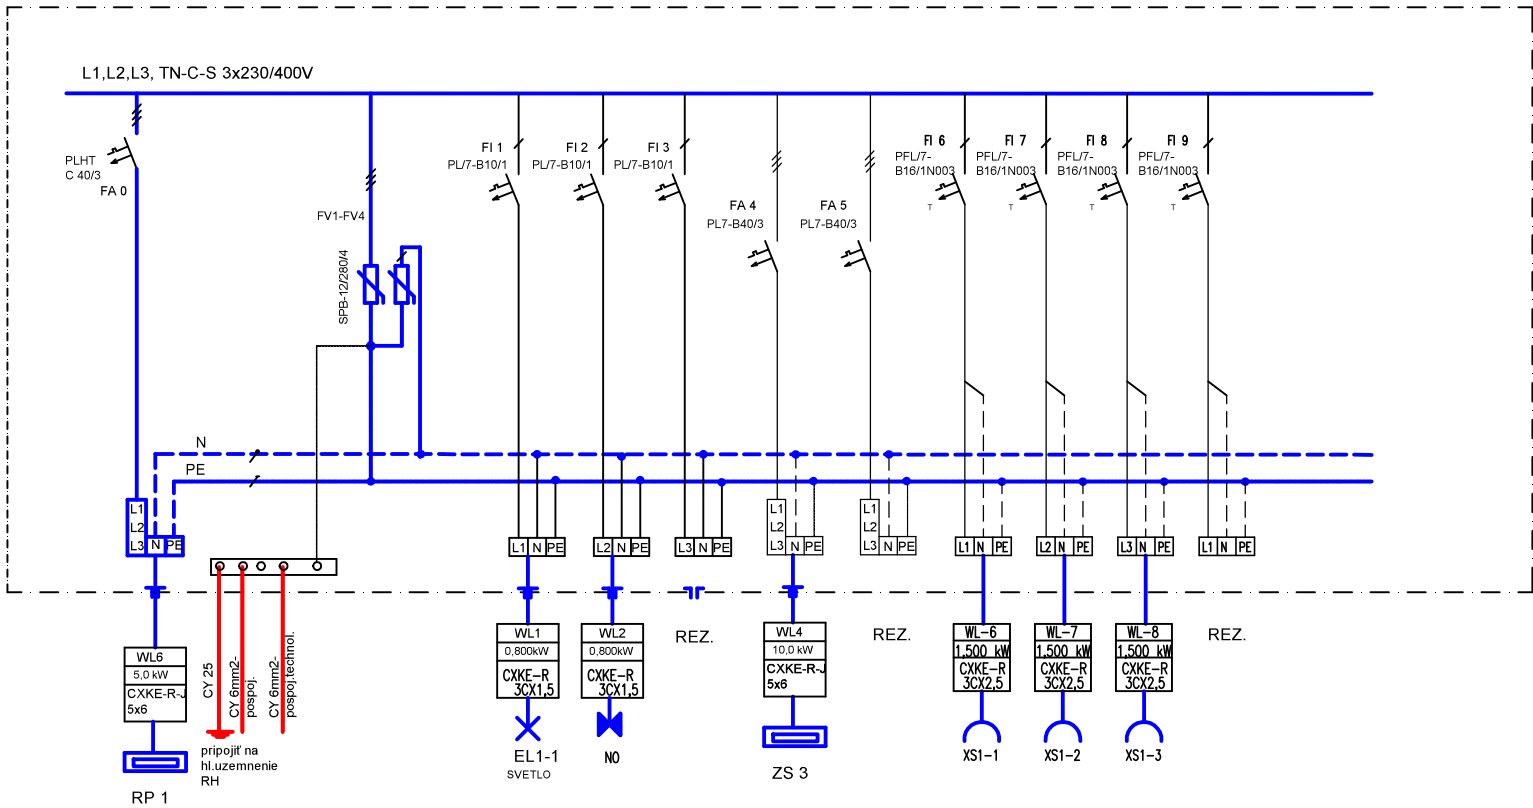 L1,L2,L3, TN-C-S 3x230/400V
PLHT
C 40/3
FA 0
FV1-FV4
SPB-12/280/4
FI 1
PL/7-B10/1
FI 2
PL/7-B10/1
FI 3
PL/7-B10/1
FA 4
PL7-B40/3
FA 5
PL7-B40/3
FI 6
PFL/7-
B16/1N003
T
FI 7
PFL/7-
B16/1N003
T
FI 8
PFL/7-
B16/1N003
T
FI 9
PFL/7-
B16/1N003
T
N
PE
L1
L2
L3 N PE
L1 N PE
L2 N PE
L3 N PE
L1
L2
L3 N PE
L1
L2
L3 N PE
L1 N PE
L2 N PE
L3 N PE
L1 N PE
WL6
5,0 kW
CXKE-R-J
5x6
RP 1
CY 25
CY 6mm2-
pospoj.
CY 6mm2-
pospoj.technol.
pripojiť na
hl.uzemnenie
RH
WL1
0,800kW
CXKE-R
3CX1,5
EL1-1
SVETLO
WL2
0,800kW
CXKE-R
3CX1,5
NO
REZ.
WL4
10,0 kW
CXKE-R-J
5x6
ZS 3
REZ.
WL-6
1,500 kW
CXKE-R
3CX2,5
XS1-1
WL-7
1,500 kW
CXKE-R
3CX2,5
XS1-2
WL-8
1,500 kW
CXKE-R
3CX2,5
XS1-3
REZ.